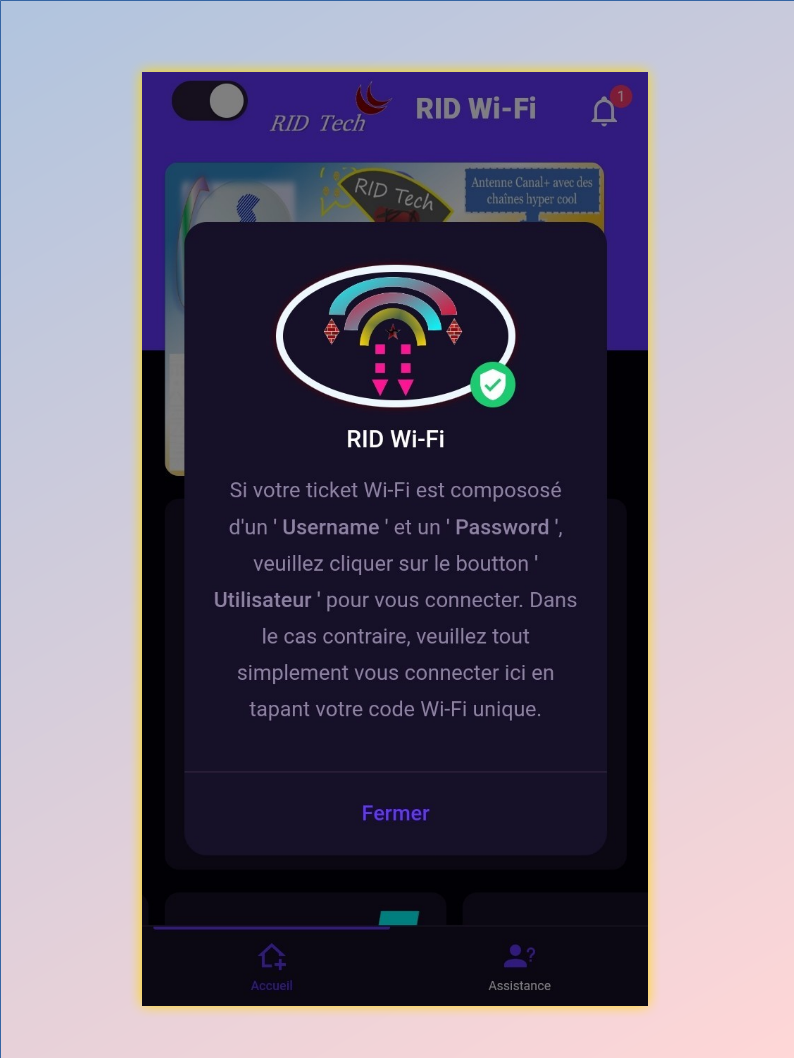 RID Tech
RID Wi-Fi
1
RID Tech
Antenne Canal+ avec des
chaînes hyper cool
RID Wi-Fi
Si votre ticket Wi-Fi est compososé
d'un ' Username ' et un ' Password ',
veuillez cliquer sur le boutton '
Utilisateur ' pour vous connecter. Dans
le cas contraire, veuillez tout
simplement vous connecter ici en
tapant votre code Wi-Fi unique.
Fermer
Accueil
Assistance